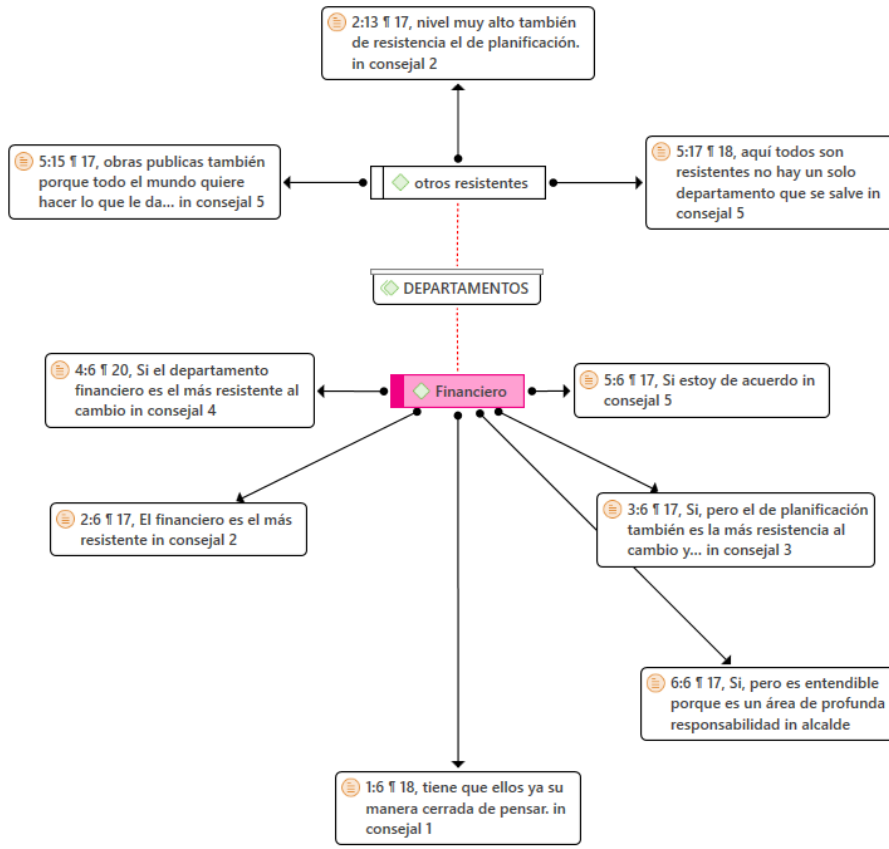 2:13 ¶ 17, nivel muy alto también
de resistencia el de planificación.
in consejal 2
5:15 ¶ 17, obras publicas también
porque todo el mundo quiere
hacer lo que le da... in consejal 5
otros resistentes
5:17 ¶ 18, aquí todos son
resistentes no hay un solo
departamento que se salve in
consejal 5
DEPARTAMENTOS
4:6 ¶ 20, Si el departamento
financiero es el más resistente al
cambio in consejal 4
Financiero
5:6 ¶ 17, Si estoy de acuerdo in
consejal 5
2:6 ¶ 17, El financiero es el más
resistente in consejal 2
3:6 ¶ 17, Si, pero el de planificación
también es la más resistencia al
cambio y... in consejal 3
6:6 ¶ 17, Si, pero es entendible
porque es un área de profunda
responsabilidad in alcalde
1:6 ¶ 18, tiene que ellos ya su
manera cerrada de pensar. in
consejal 1